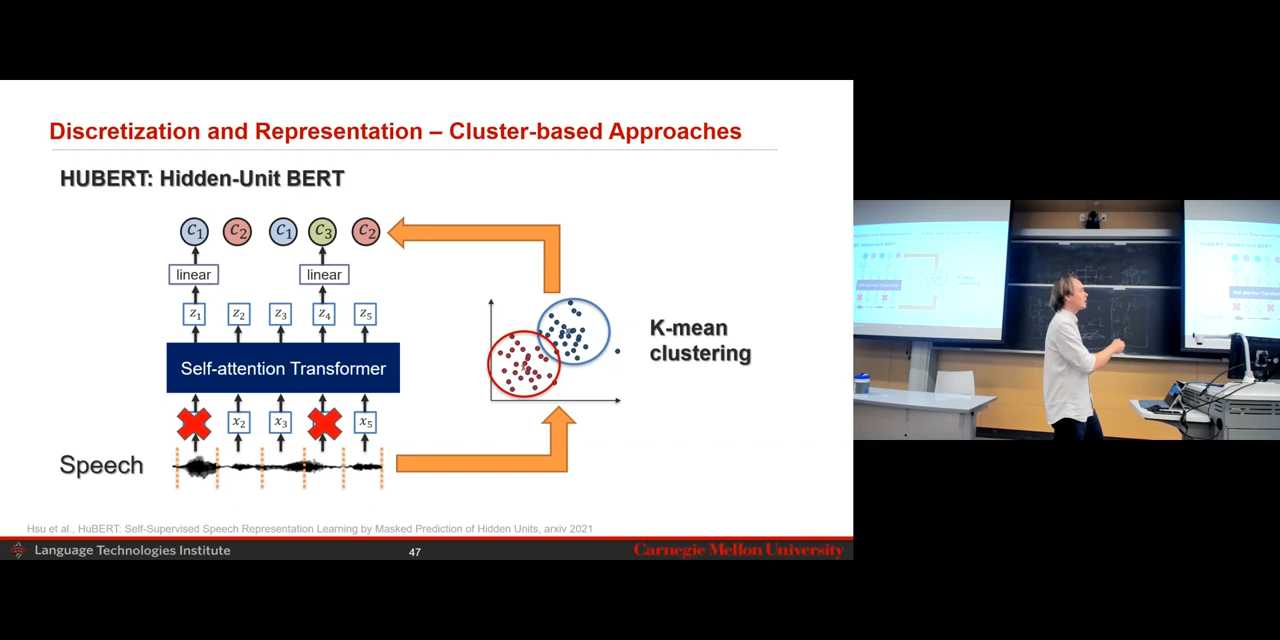 Discretization and Representation – Cluster-based Approaches
HUBERT: Hidden-Unit BERT
C1 C2 C1 C3 C2
linear linear
z1 z2 z3 z4 z5
K-mean
clustering
Self-attention Transformer
x2 x3 x5
Speech
Hsu et al., HuBERT: Self-Supervised Speech Representation Learning by Masked Prediction of Hidden Units, arxiv 2021
Language Technologies Institute 47 Carnegie Mellon University